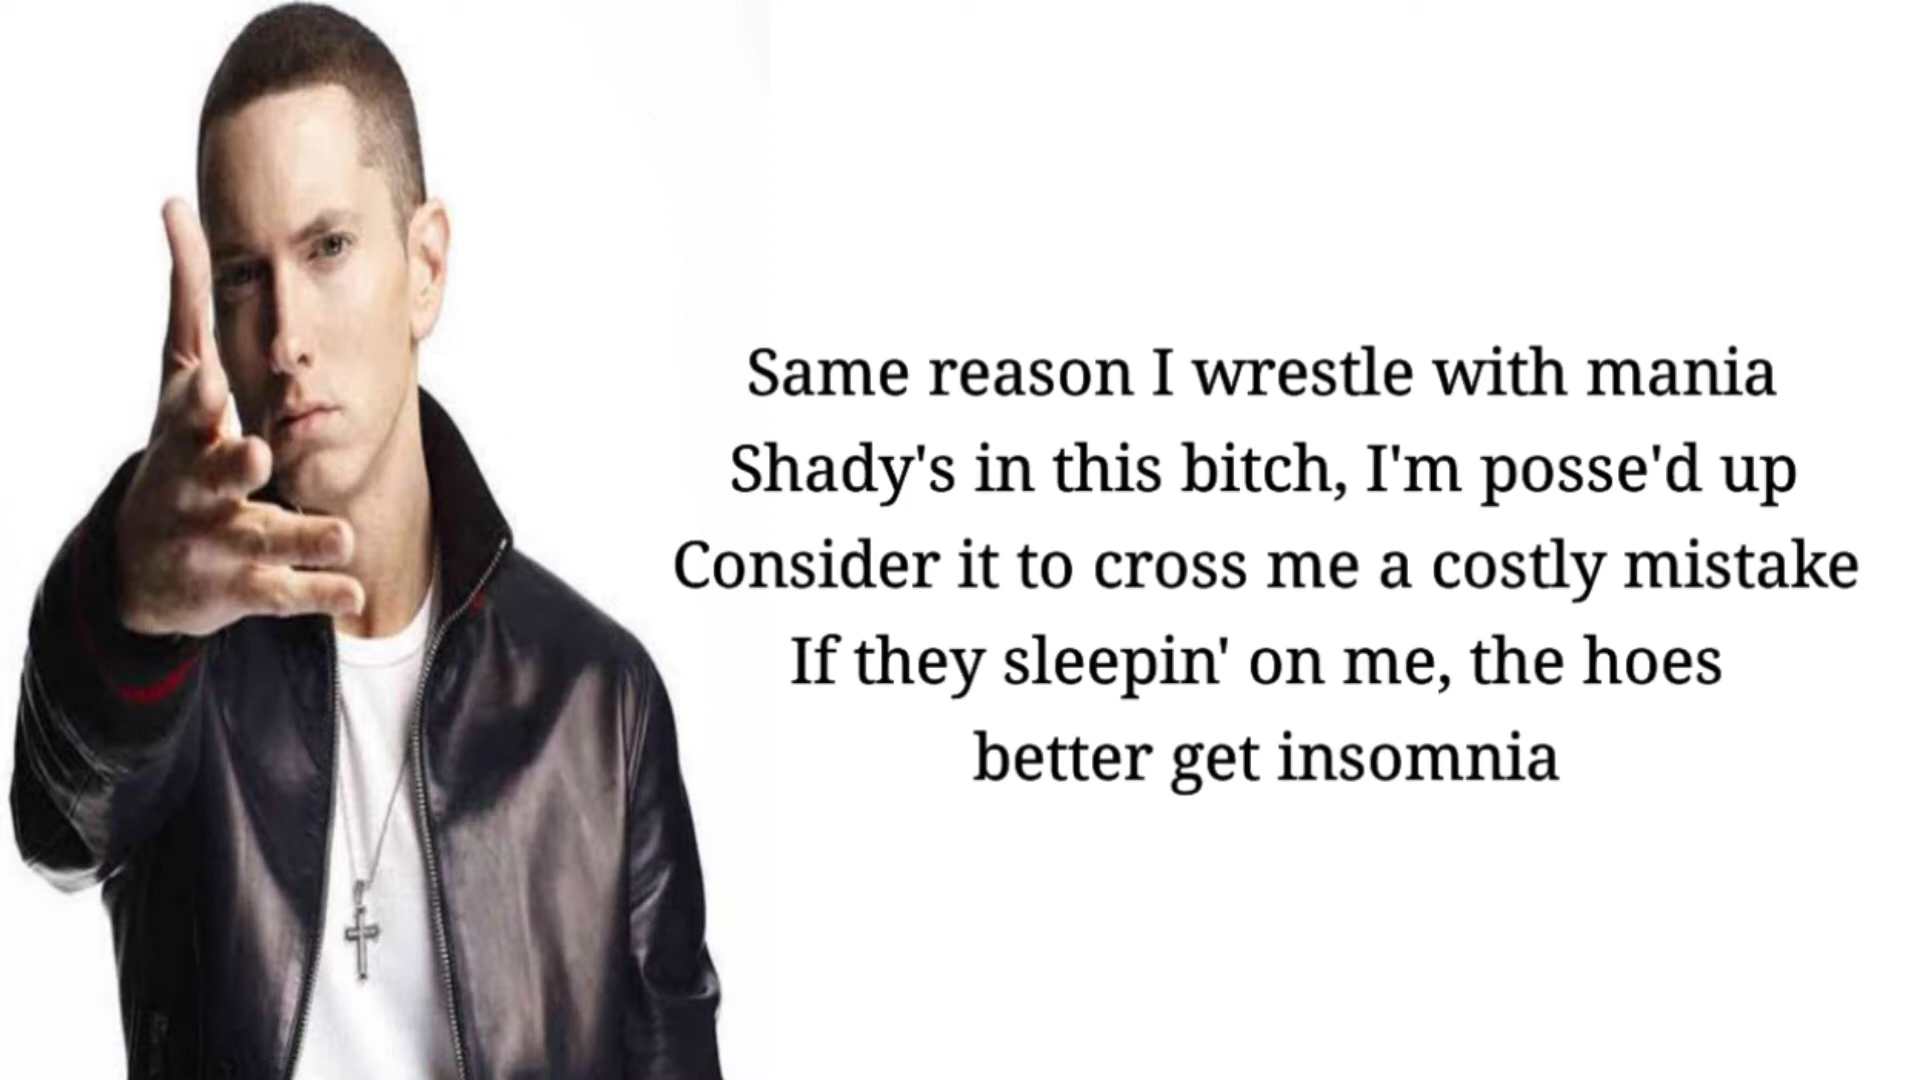 Same reason I wrestle with mania
Shady's in this bitch, I'm posse'd up
Consider it to cross me a costly mistake
If they sleepin' on me, the hoes
better get insomnia